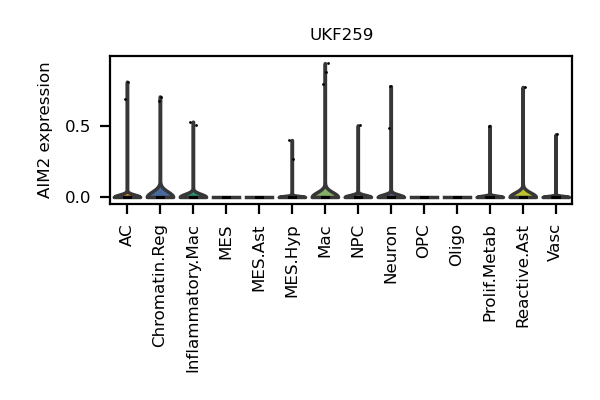 UKF259
AIM2 expression
0.5
0.0
AC
Chromatin.Reg
Inflammatory.Mac
MES
MES.Ast
MES.Hyp
Mac
NPC
Neuron
OPC
Oligo
Prolif.Metab
Reactive.Ast
Vasc